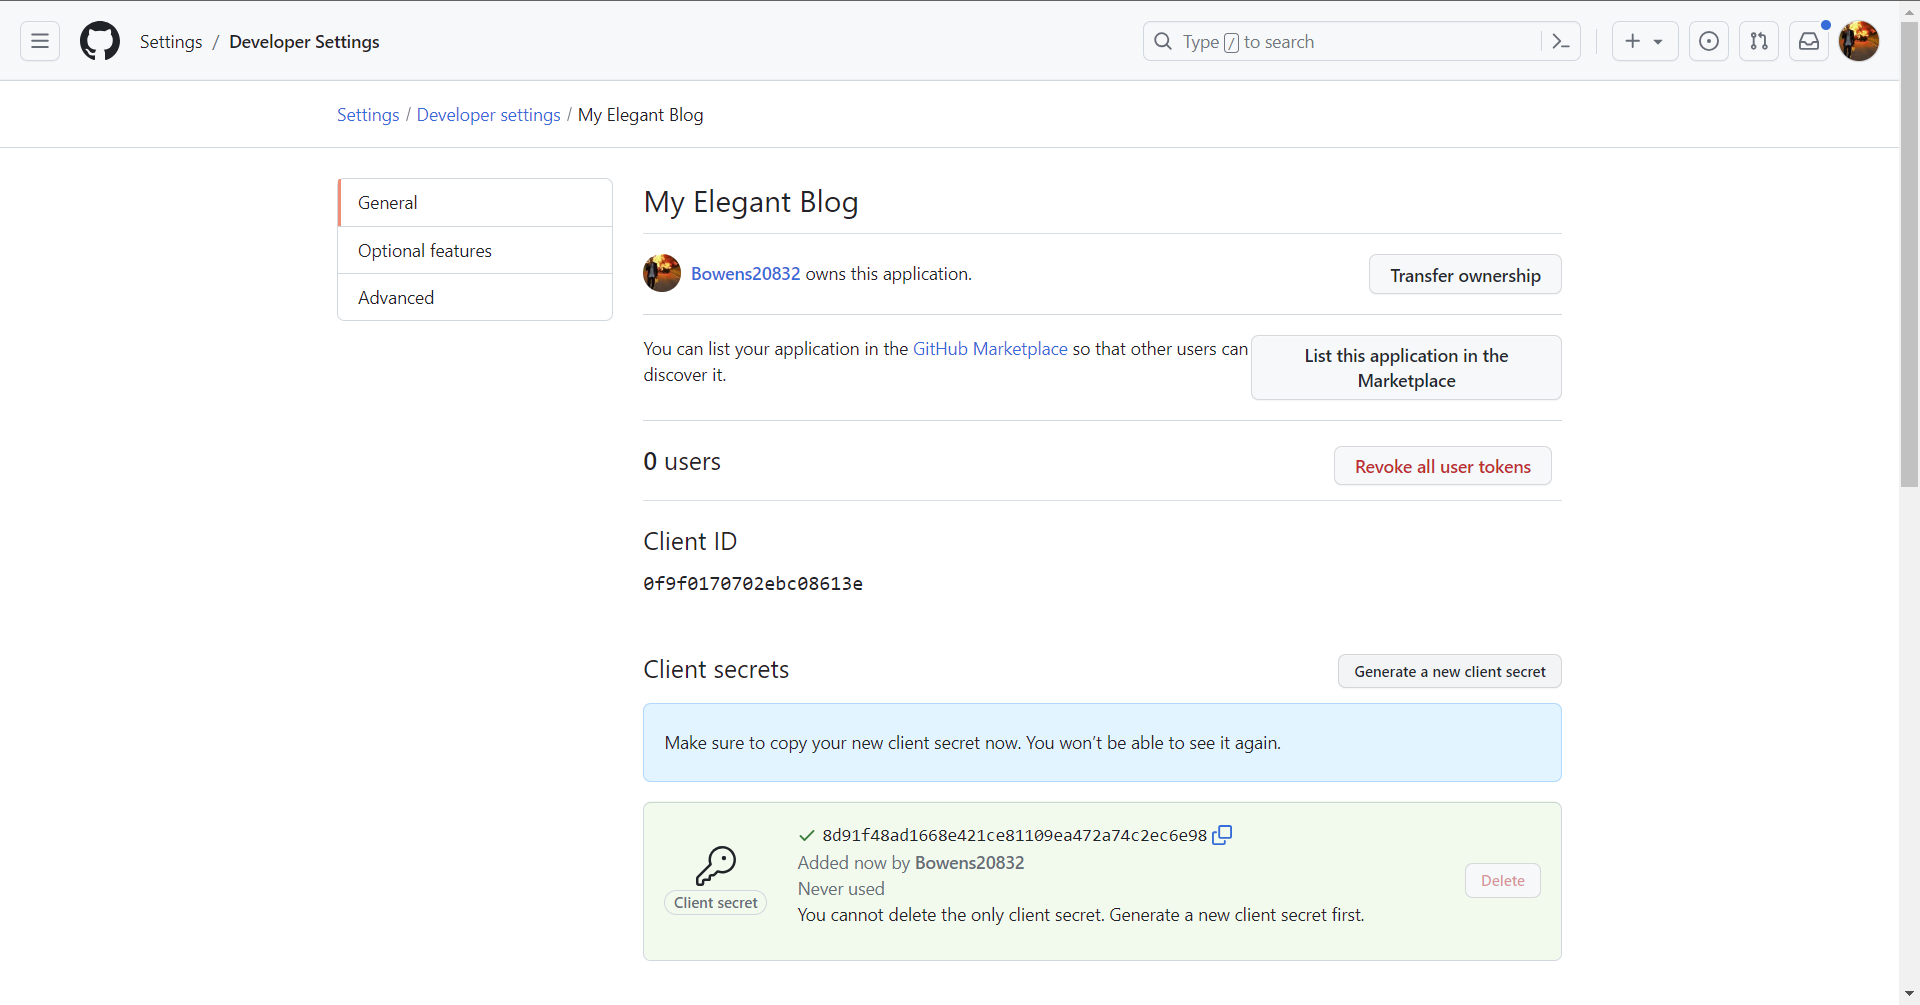 Settings / Developer Settings
Type / to search
Settings / Developer settings / My Elegant Blog
General
Optional features
Advanced
My Elegant Blog
Bowens20832 owns this application.
Transfer ownership
You can list your application in the GitHub Marketplace so that other users can
discover it.
List this application in the
Marketplace
0 users
Revoke all user tokens
Client ID
0f9f0170702ebc08613e
Client secrets
Generate a new client secret
Make sure to copy your new client secret now. You won’t be able to see it again.
8d91f48ad1668e421ce81109ea472a74c2ec6e98
Added now by Bowens20832
Never used
You cannot delete the only client secret. Generate a new client secret first.
Client secret
Delete